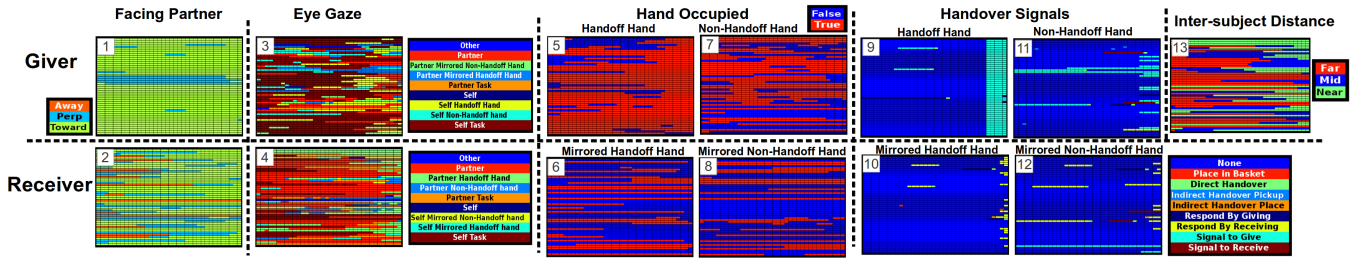 Facing Partner
Eye Gaze
Hand Occupied
False
True
Handover Signals
Inter-subject Distance
Handoff Hand
Non-Handoff Hand
Handoff Hand
Non-Handoff Hand
Giver
1
3
5
7
9
11
13
Other
Partner
Partner Mirrored Non-Handoff Hand
Partner Mirrored Handoff Hand
Partner Task
Self
Self Handoff Hand
Self Non-Handoff hand
Self Task
Away
Perp
Toward
Far
Mid
Near
Receiver
Mirrored Handoff Hand
Mirrored Non-Handoff Hand
Mirrored Handoff Hand
Mirrored Non-Handoff Hand
2
4
6
8
10
12
Other
Partner
Partner Handoff Hand
Partner Non-Handoff hand
Partner Task
Self
Self Mirrored Non-Handoff hand
Self Mirrored Handoff hand
Self Task
None
Place in Basket
Direct Handover
Indirect Handover Pickup
Indirect Handover Place
Respond By Giving
Respond By Receiving
Signal to Give
Signal to Receive